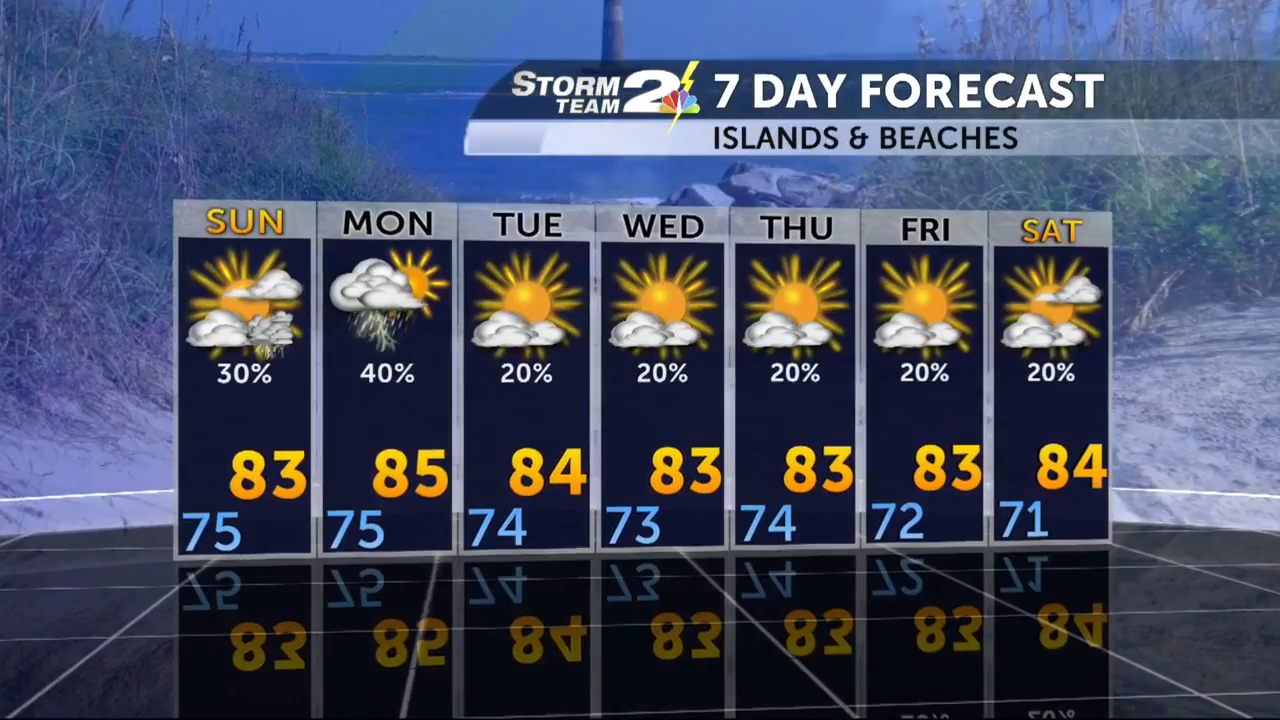 STORM TEAM 2 7 DAY FORECAST
ISLANDS & BEACHES
SUN MON TUE WED THU FRI SAT
30% 40% 20% 20% 20% 20% 20%
83 85 84 83 83 83 84
75 75 74 73 74 72 71